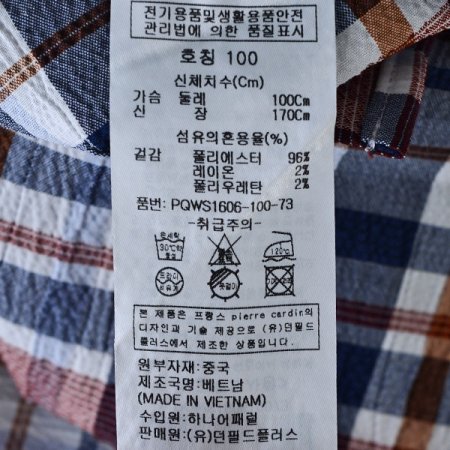 전기용품및생활용품안전
관리법에 의한 품질표시
호칭 100
신체치수(Cm)
가슴 둘레 100Cm
신 장 170Cm
섬유의혼용율(%)
겉감 폴리에스터 96%
레이온 2%
폴리우레탄 2%
품번: PQWS1606-100-73
-취급주의-
약30℃
중성
120℃
드라이
본 제품은 프랑스 pierre cardin의
디자인과 기술 제공으로 (유)던필드
플러스에서 제조한 상품입니다.
원부자재: 중국
제조국명: 베트남
(MADE IN VIETNAM)
수입원: 하나어패럴
판매원: (유)던필드플러스